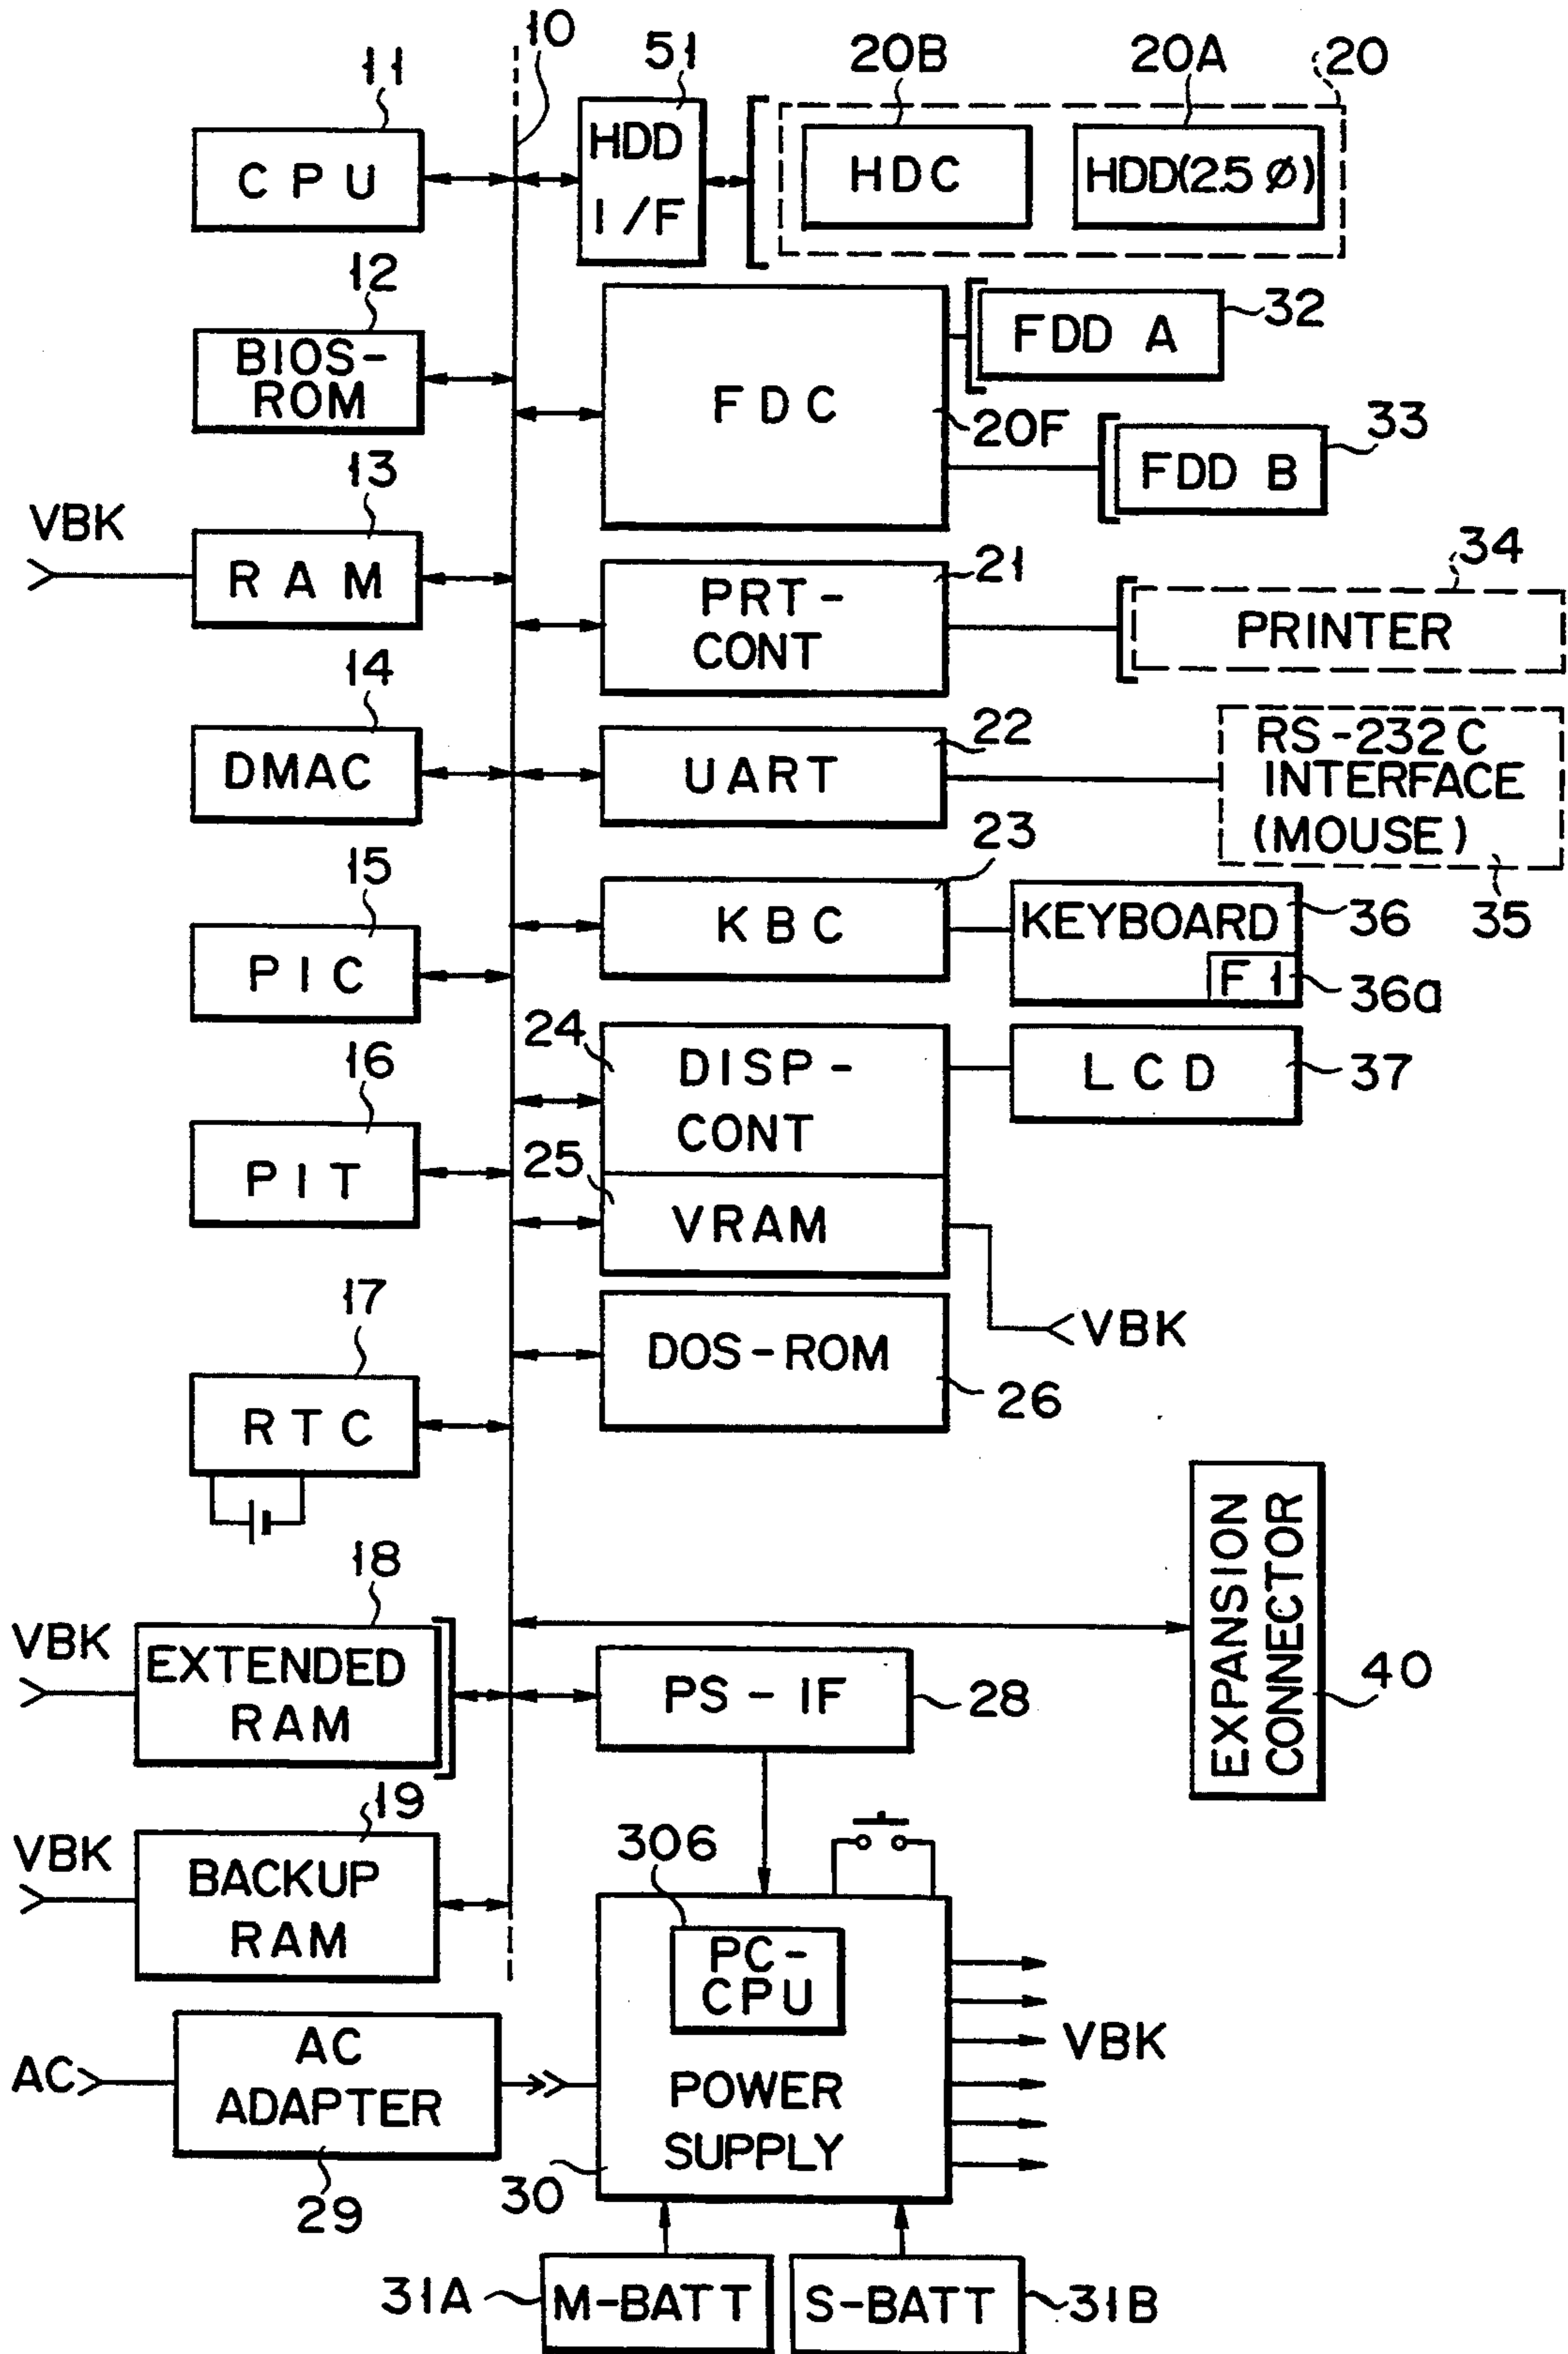 10
11
51
20B
20A
20
CPU
HDD
I/F
HDC
HDD(2.5 Ø)
12
BIOS-
ROM
FDC
20F
FDD A
32
FDD B
33
13
VBK
RAM
PRT-
CONT
21
PRINTER
34
14
DMAC
UART
22
RS-232C
INTERFACE
(MOUSE)
35
15
PIC
KBC
23
KEYBOARD
F1
36
36a
16
PIT
24
DISP-
CONT
LCD
37
25
VRAM
VBK
17
RTC
DOS-ROM
26
18
VBK
EXTENDED
RAM
PS-IF
28
EXPANSION
CONNECTOR
40
19
VBK
BACKUP
RAM
306
PC-
CPU
POWER
SUPPLY
30
VBK
AC
AC
ADAPTER
29
31A
M-BATT
S-BATT
31B